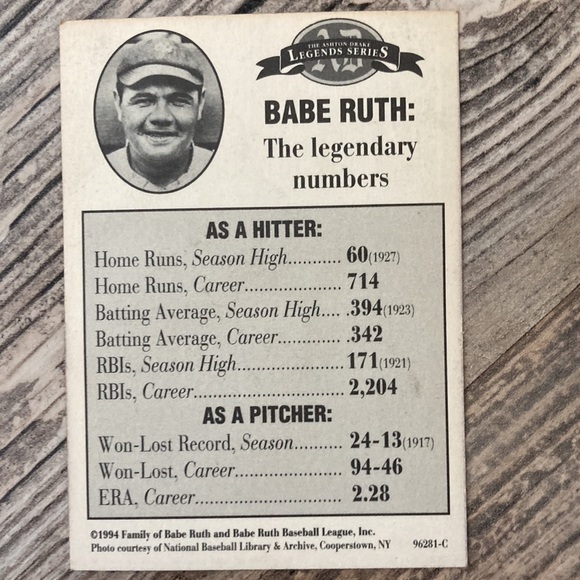 THE ASHTON-DRAKE
LEGENDS SERIES
AD
BABE RUTH:
The legendary
numbers
AS A HITTER:
Home Runs, Season High........... 60(1927)
Home Runs, Career................. 714
Batting Average, Season High.... .394(1923)
Batting Average, Career........... .342
RBIs, Season High................. 171(1921)
RBIs, Career......................... 2,204
AS A PITCHER:
Won-Lost Record, Season......... 24-13(1917)
Won-Lost, Career................... 94-46
ERA, Career.......................... 2.28
©1994 Family of Babe Ruth and Babe Ruth Baseball League, Inc.
Photo courtesy of National Baseball Library & Archive, Cooperstown, NY 96281-C